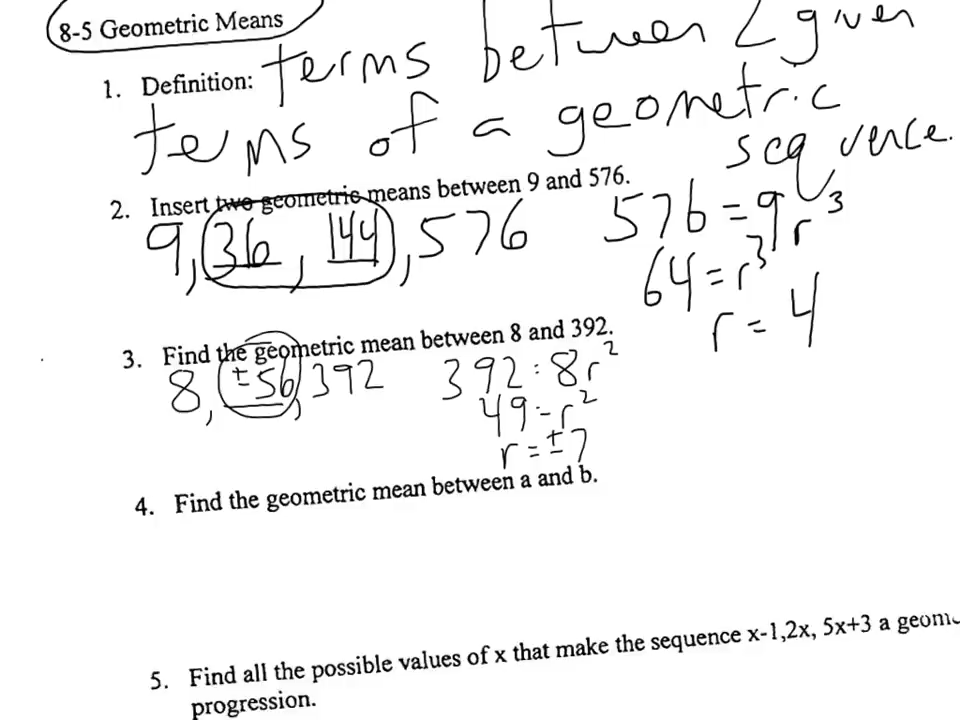 8-5 Geometric Means
1. Definition: terms between 2 given
terms of a geometric
sequence.
2. Insert two geometric means between 9 and 576.
9, 36, 144, 576
576 = 9r³
64 = r³
r = 4
3. Find the geometric mean between 8 and 392.
8, ±56, 392
392 = 8r²
49 = r²
r = ±7
4. Find the geometric mean between a and b.
5. Find all the possible values of x that make the sequence x-1,2x, 5x+3 a geom
progression.